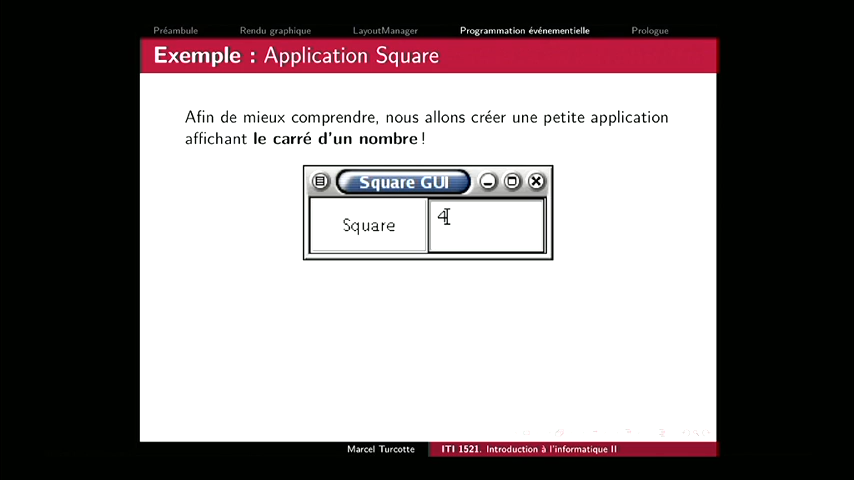 Préambule Rendu graphique LayoutManager Programmation événementielle Prologue
Exemple : Application Square
Afin de mieux comprendre, nous allons créer une petite application
affichant le carré d'un nombre !
Square GUI
Square 4
Marcel Turcotte ITI 1521. Introduction à l'informatique II